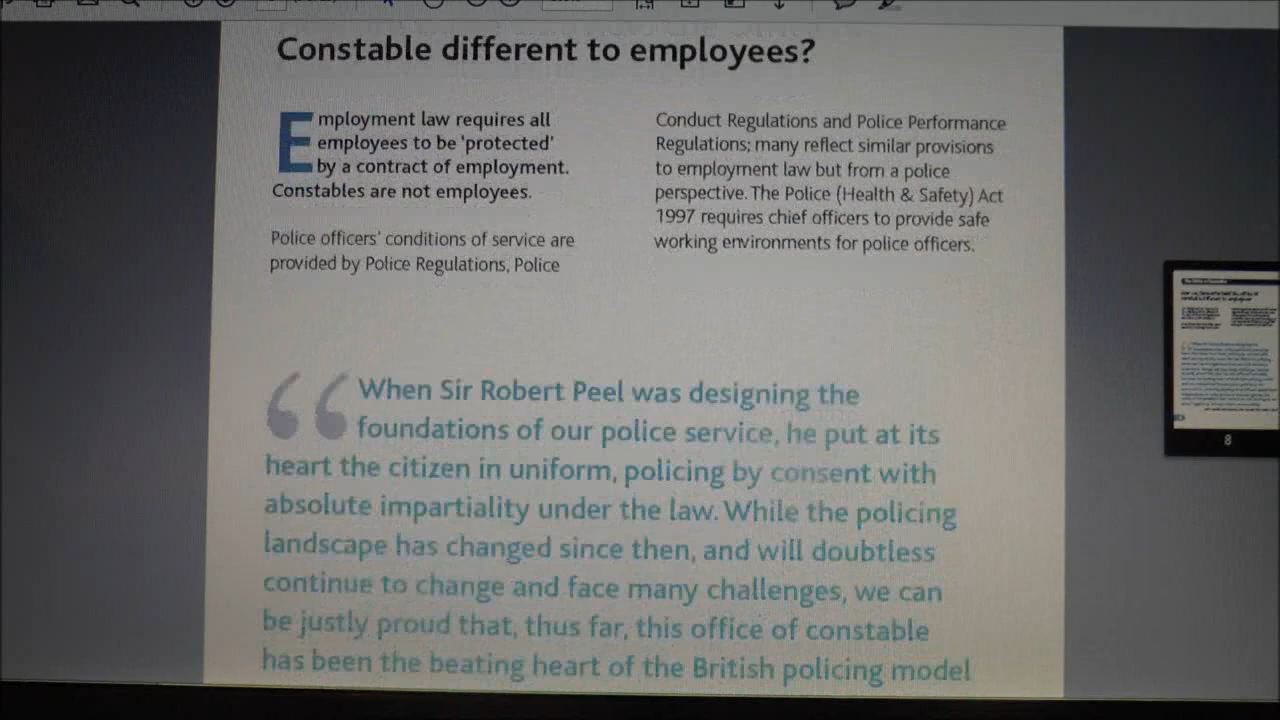 Constable different to employees?
Employment law requires all
employees to be 'protected'
by a contract of employment.
Constables are not employees.
Police officers' conditions of service are
provided by Police Regulations, Police
Conduct Regulations and Police Performance
Regulations; many reflect similar provisions
to employment law but from a police
perspective. The Police (Health & Safety) Act
1997 requires chief officers to provide safe
working environments for police officers.
“When Sir Robert Peel was designing the
foundations of our police service, he put at its
heart the citizen in uniform, policing by consent with
absolute impartiality under the law. While the policing
landscape has changed since then, and will doubtless
continue to change and face many challenges, we can
be justly proud that, thus far, this office of constable
has been the beating heart of the British policing model
8